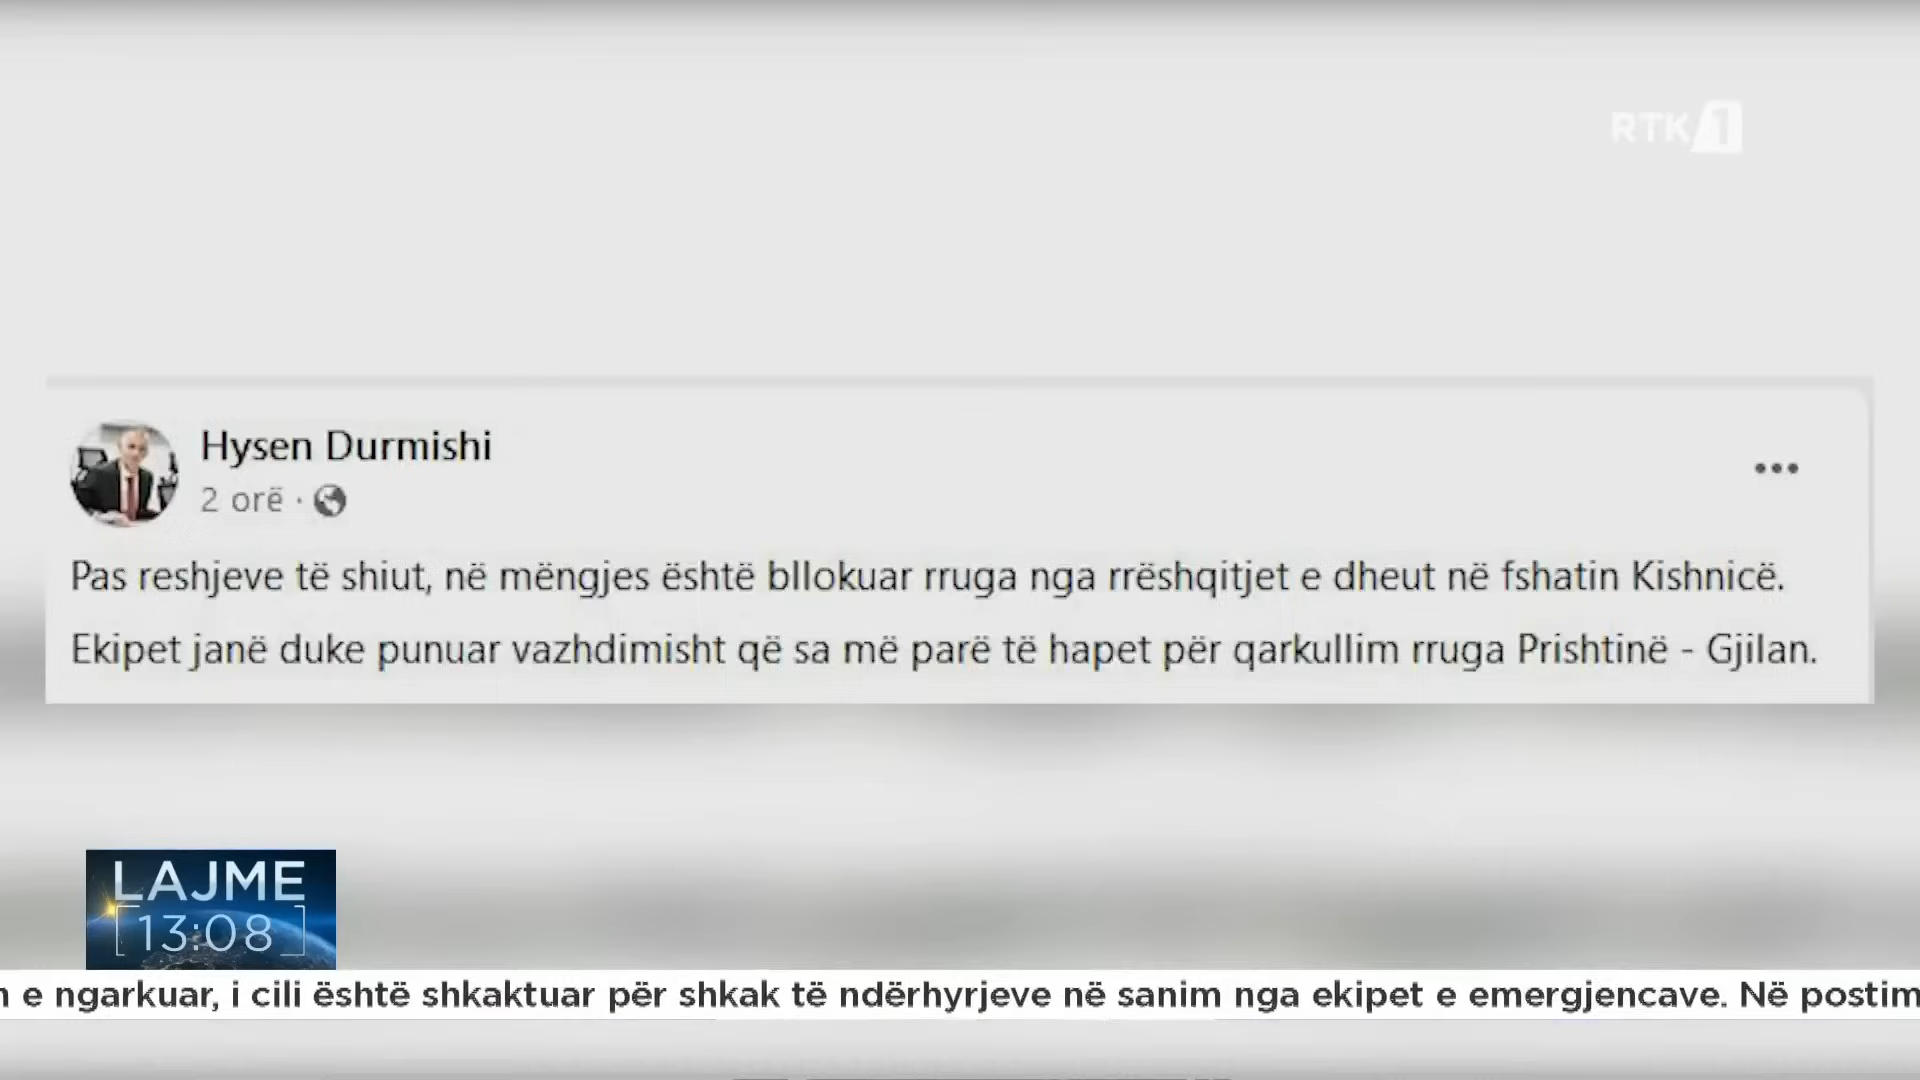 RTK 1
Hysen Durmishi
2 orë ·
Pas reshjeve të shiut, në mëngjes është bllokuar rruga nga rrëshqitjet e dheut në fshatin Kishnicë.
Ekipet janë duke punuar vazhdimisht që sa më parë të hapet për qarkullim rruga Prishtinë - Gjilan.
LAJME
13:08
e ngarkuar, i cili është shkaktuar për shkak të ndërhyrjeve në sanim nga ekipet e emergjencave. Në postim